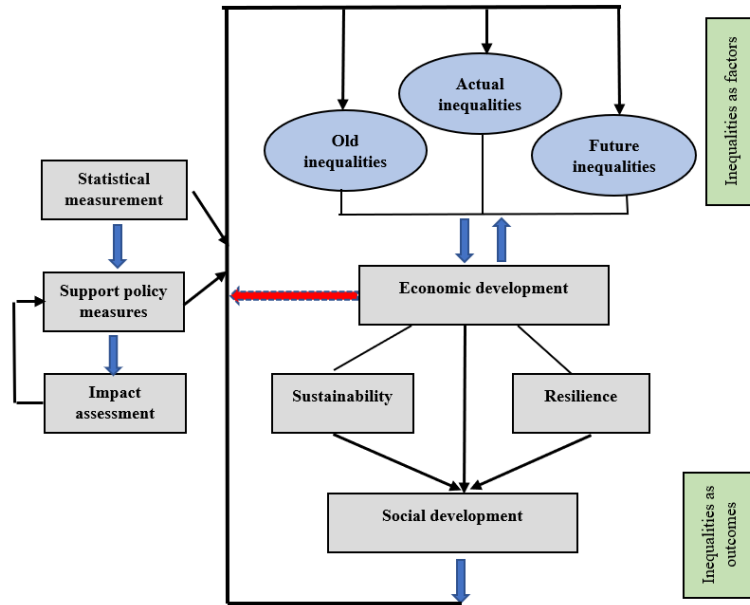 Actual
inequalities
Old
inequalities
Future
inequalities
Inequalities as factors
Statistical
measurement
Support policy
measures
Impact
assessment
Economic development
Sustainability
Resilience
Social development
Inequalities as
outcomes